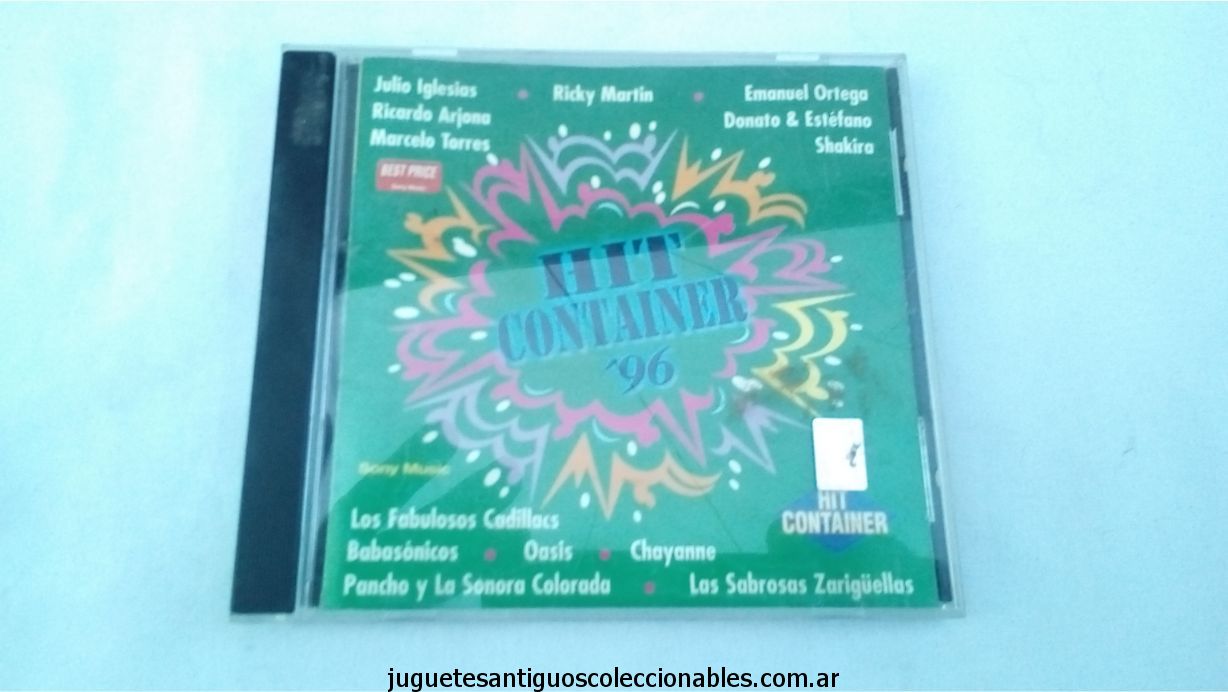 Julio Iglesias • Ricky Martin • Emanuel Ortega
Ricardo Arjona Donato & Estéfano
Marcelo Torres Shakira
BEST PRICE
Sony Music
HIT
CONTAINER
'96
Sony Music
HIT
CONTAINER
Los Fabulosos Cadillacs
Babasónicos • Oasis • Chayanne
Pancho y La Sonora Colorada • Las Sabrosas Zarigüellas
juguetesantiguoscoleccionables.com.ar